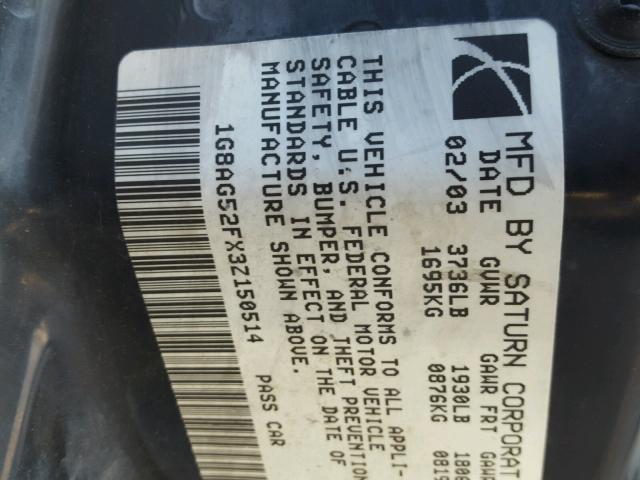 MFD BY SATURN CORPORAT
DATE GVWR GAWR FRT GAWR
02/03 3736LB 1930LB
1695KG 0876KG
THIS VEHICLE CONFORMS TO ALL APPLI-
CABLE U.S. FEDERAL MOTOR VEHICLE
SAFETY, BUMPER, AND THEFT PREVENTION
STANDARDS IN EFFECT ON THE DATE OF
MANUFACTURE SHOWN ABOVE.
1G8AG52FX3Z150514 PASS CAR